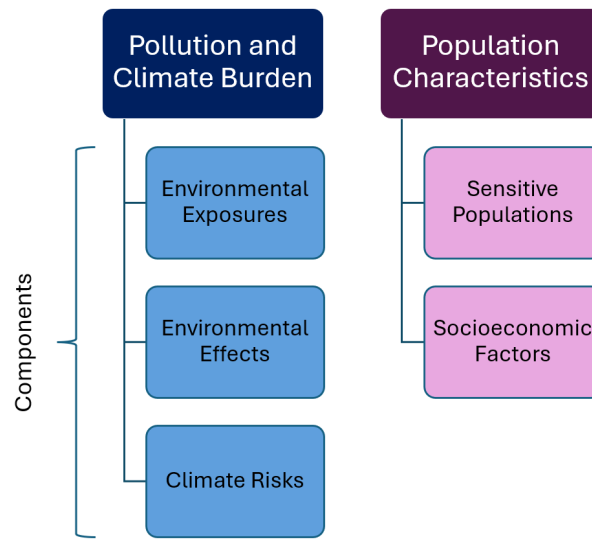 Pollution and
Climate Burden
Population
Characteristics
Components
Environmental
Exposures
Environmental
Effects
Climate Risks
Sensitive
Populations
Socioeconomic
Factors